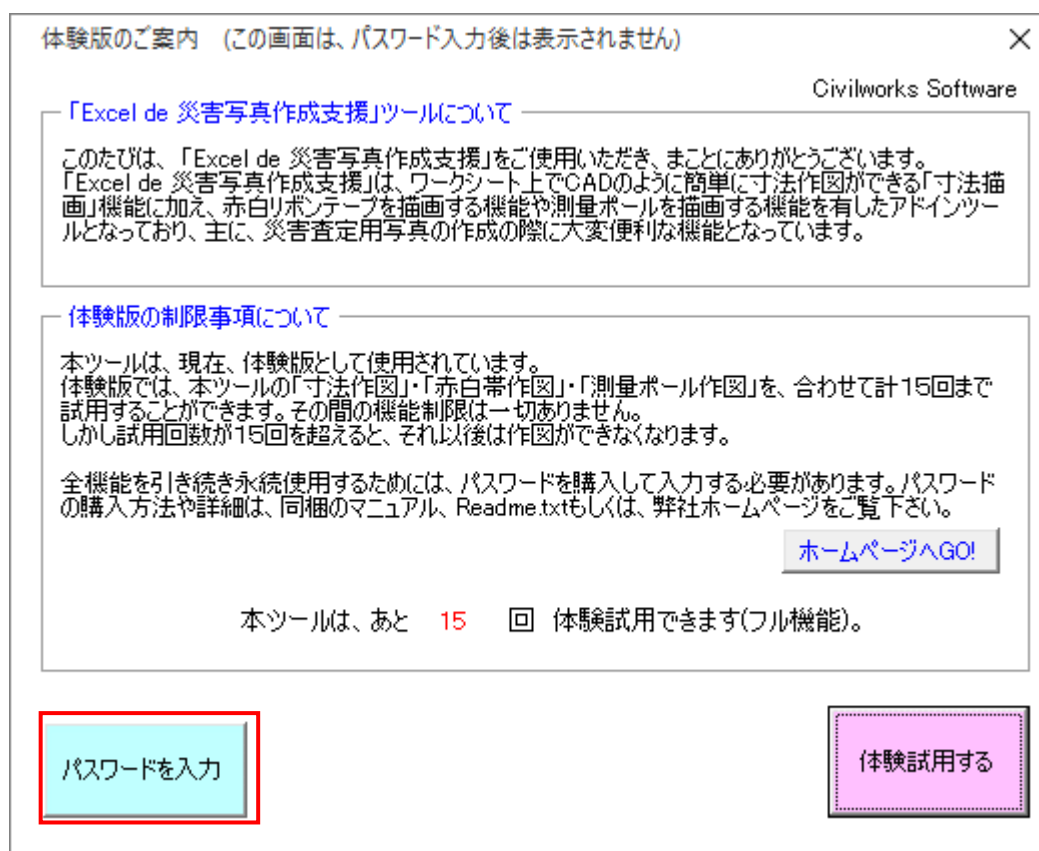 体験版のご案内　(この画面は、パスワード入力後は表示されません)
Civilworks Software
「Excel de 災害写真作成支援」ツールについて
このたびは、「Excel de 災害写真作成支援」をご使用いただき、まことにありがとうございます。
「Excel de 災害写真作成支援」は、ワークシート上でCADのように簡単に寸法作図ができる「寸法描
画」機能に加え、赤白リボンテープを描画する機能や測量ポールを描画する機能を有したアドインツー
ルとなっており、主に、災害査定用写真の作成の際に大変便利な機能となっています。
体験版の制限事項について
本ツールは、現在、体験版として使用されています。
体験版では、本ツールの「寸法作図」・「赤白帯作図」・「測量ポール作図」を、合わせて計15回まで
試用することができます。その間の機能制限は一切ありません。
しかし試用回数が15回を超えると、それ以後は作図ができなくなります。
全機能を引き続き永続使用するためには、パスワードを購入して入力する必要があります。パスワード
の購入方法や詳細は、同梱のマニュアル、Readme.txtもしくは、弊社ホームページをご覧下さい。
ホームページへGO!
本ツールは、あと 15 回 体験試用できます(フル機能)。
パスワードを入力
体験試用する